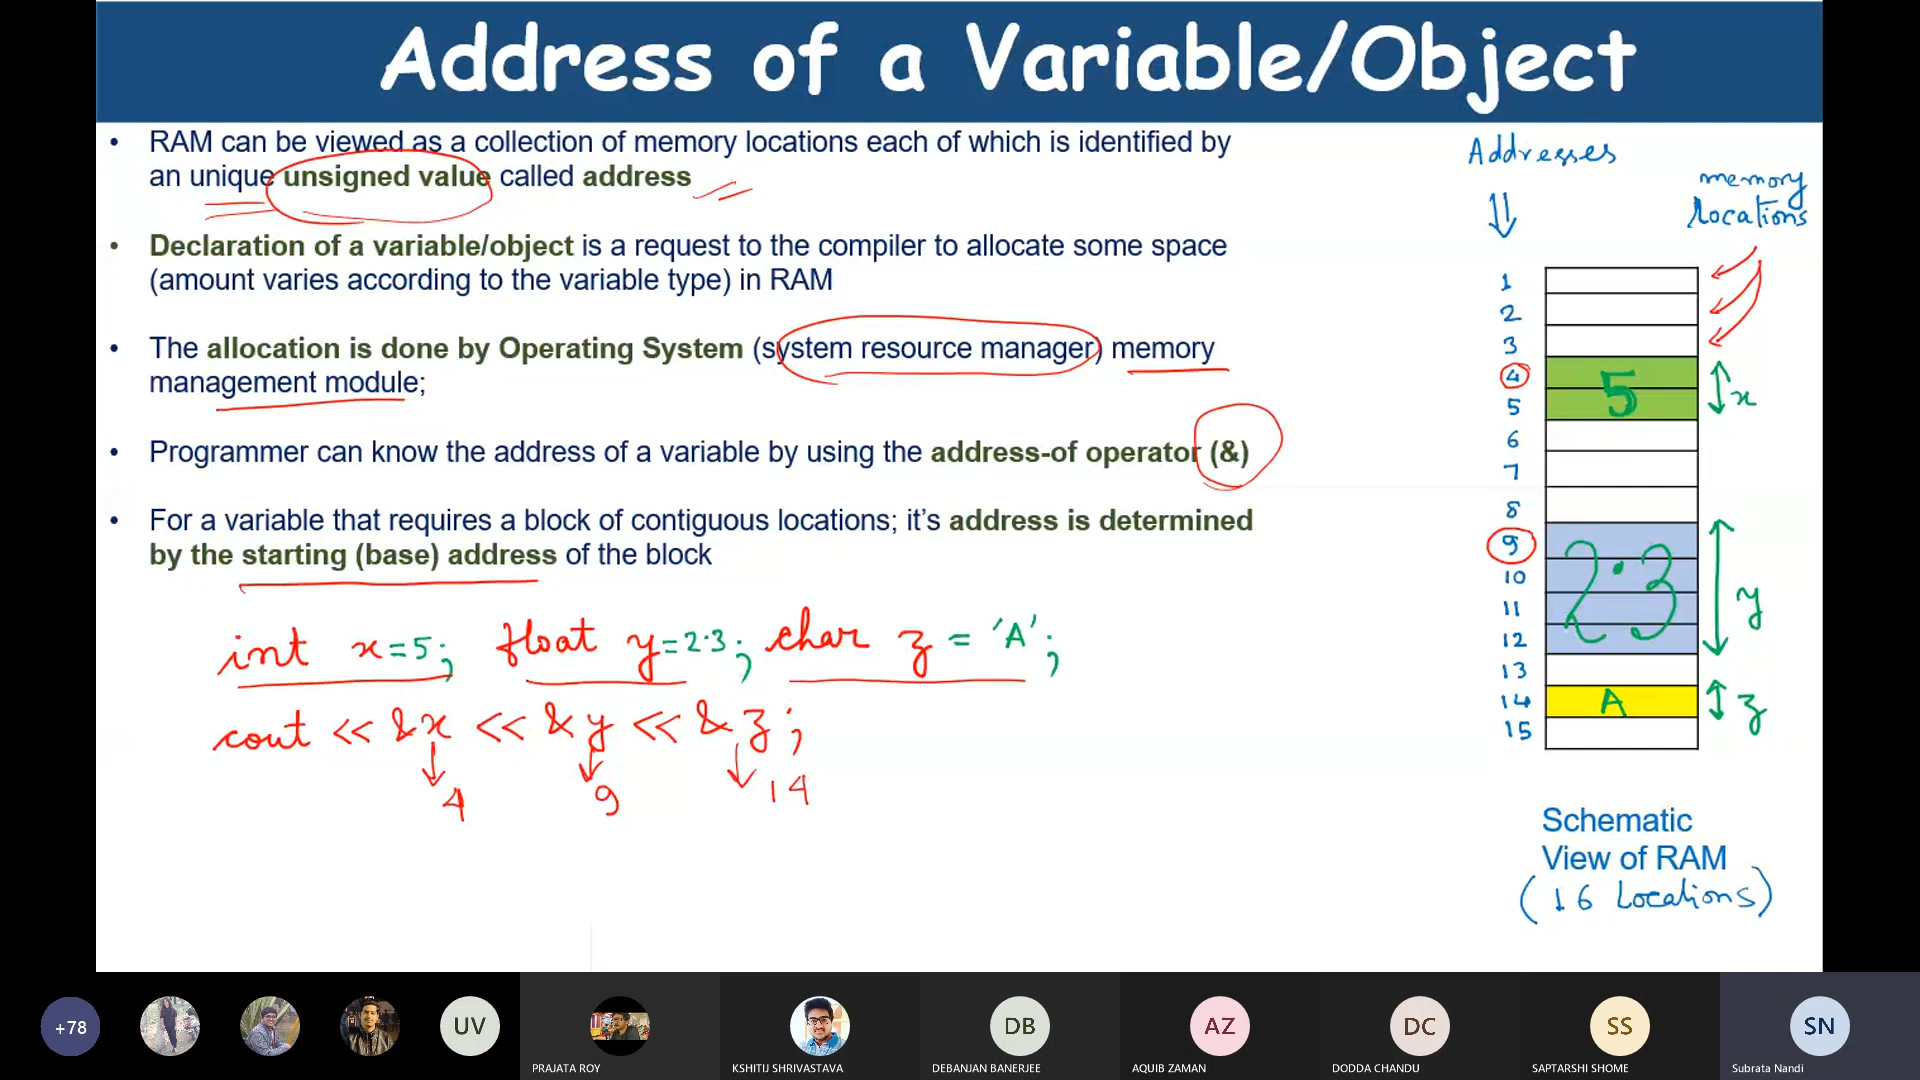 Address of a Variable/Object
• RAM can be viewed as a collection of memory locations each of which is identified by
an unique unsigned value called address
• Declaration of a variable/object is a request to the compiler to allocate some space
(amount varies according to the variable type) in RAM
• The allocation is done by Operating System (system resource manager) memory
management module;
• Programmer can know the address of a variable by using the address-of operator (&)
• For a variable that requires a block of contiguous locations; it's address is determined
by the starting (base) address of the block
int x=5; float y=2.3; char z = 'A';
cout << &x << &y << &z;
4 9 14
Addresses
memory
locations
1
2
3
4
5
6
7
8
9
10
11
12
13
14
15
5
x
2.3
y
A
z
Schematic
View of RAM
(16 Locations)
+78
UV
PRAJATA ROY
KSHITIJ SHRIVASTAVA
DB
DEBANJAN BANERJEE
AZ
AQUIB ZAMAN
DC
DODDA CHANDU
SS
SAPTARSHI SHOME
SN
Subrata Nandi